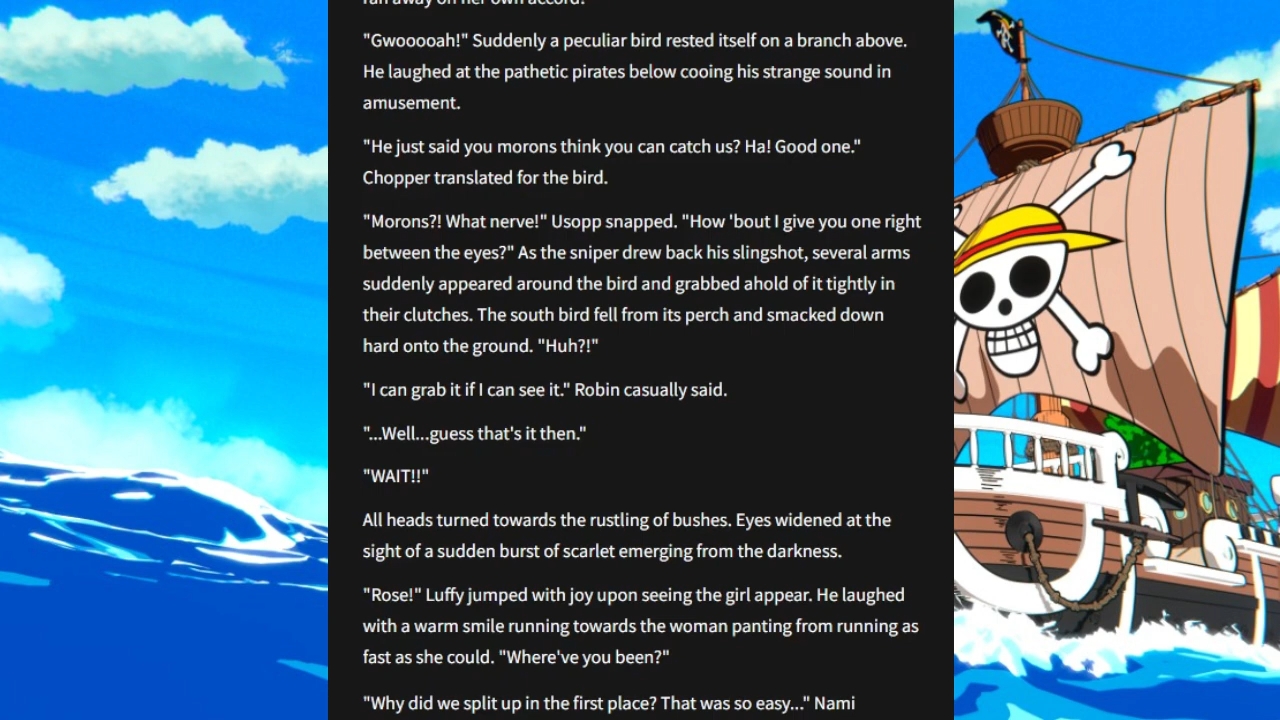 ran away on her own accord?
"Gwooooah!" Suddenly a peculiar bird rested itself on a branch above.
He laughed at the pathetic pirates below cooing his strange sound in
amusement.
"He just said you morons think you can catch us? Ha! Good one."
Chopper translated for the bird.
"Morons?! What nerve!" Usopp snapped. "How 'bout I give you one right
between the eyes?" As the sniper drew back his slingshot, several arms
suddenly appeared around the bird and grabbed ahold of it tightly in
their clutches. The south bird fell from its perch and smacked down
hard onto the ground. "Huh?!"
"I can grab it if I can see it." Robin casually said.
"...Well...guess that's it then."
"WAIT!!"
All heads turned towards the rustling of bushes. Eyes widened at the
sight of a sudden burst of scarlet emerging from the darkness.
"Rose!" Luffy jumped with joy upon seeing the girl appear. He laughed
with a warm smile running towards the woman panting from running as
fast as she could. "Where've you been?"
"Why did we split up in the first place? That was so easy..." Nami